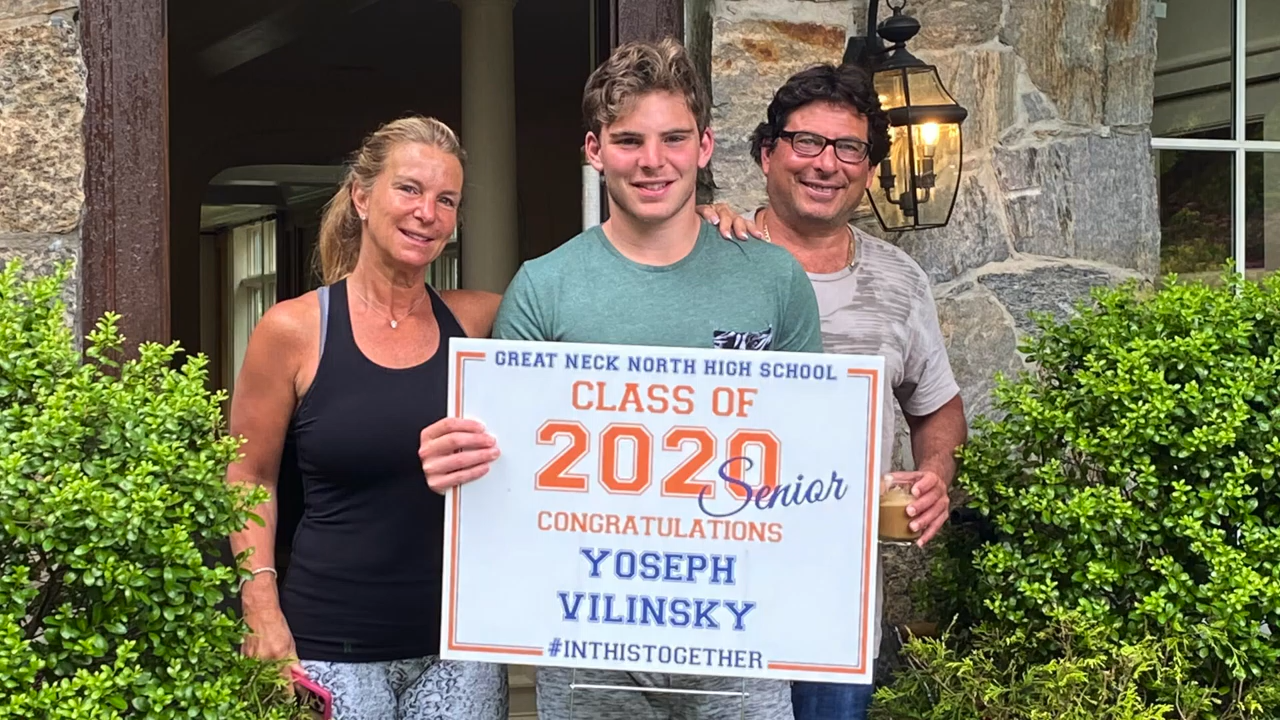 GREAT NECK NORTH HIGH SCHOOL
CLASS OF
2020
Senior
CONGRATULATIONS
YOSEPH
VILINSKY
#INTHISTOGETHER